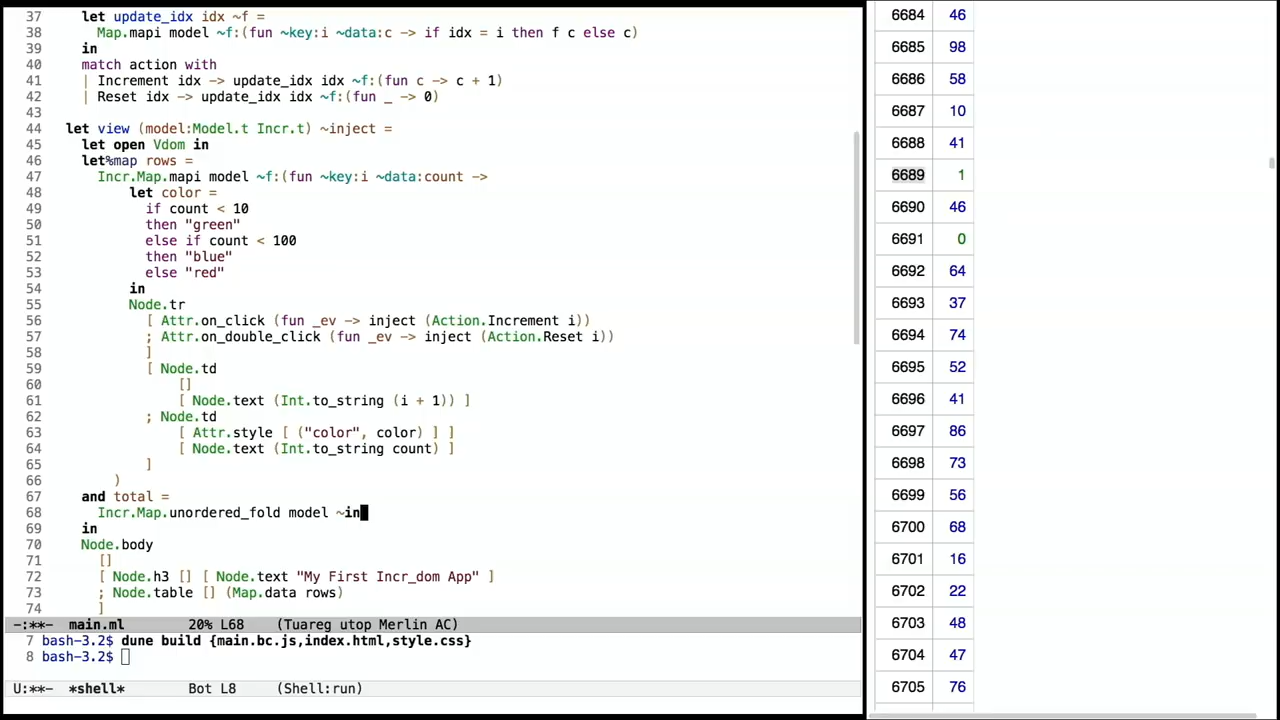 37 let update_idx idx ~f =
38 Map.mapi model ~f:(fun ~key:i ~data:c -> if idx = i then f c else c)
39 in
40 match action with
41 | Increment idx -> update_idx idx ~f:(fun c -> c + 1)
42 | Reset idx -> update_idx idx ~f:(fun _ -> 0)
43
44 let view (model:Model.t Incr.t) ~inject =
45 let open Vdom in
46 let%map rows =
47 Incr.Map.mapi model ~f:(fun ~key:i ~data:count ->
48 let color =
49 if count < 10
50 then "green"
51 else if count < 100
52 then "blue"
53 else "red"
54 in
55 Node.tr
56 [ Attr.on_click (fun _ev -> inject (Action.Increment i))
57 ; Attr.on_double_click (fun _ev -> inject (Action.Reset i))
58 ]
59 [ Node.td
60 []
61 [ Node.text (Int.to_string (i + 1)) ]
62 ; Node.td
63 [ Attr.style [ ("color", color) ] ]
64 [ Node.text (Int.to_string count) ]
65 ]
66 )
67 and total =
68 Incr.Map.unordered_fold model ~in
69 in
70 Node.body
71 []
72 [ Node.h3 [] [ Node.text "My First Incr_dom App" ]
73 ; Node.table [] (Map.data rows)
74 ]
-:**- main.ml 20% L68 (Tuareg utop Merlin AC)
7 bash-3.2$ dune build {main.bc.js,index.html,style.css}
8 bash-3.2$
U:**- *shell* Bot L8 (Shell:run)
6684 46
6685 98
6686 58
6687 10
6688 41
6689 1
6690 46
6691 0
6692 64
6693 37
6694 74
6695 52
6696 41
6697 86
6698 73
6699 56
6700 68
6701 16
6702 22
6703 48
6704 47
6705 76